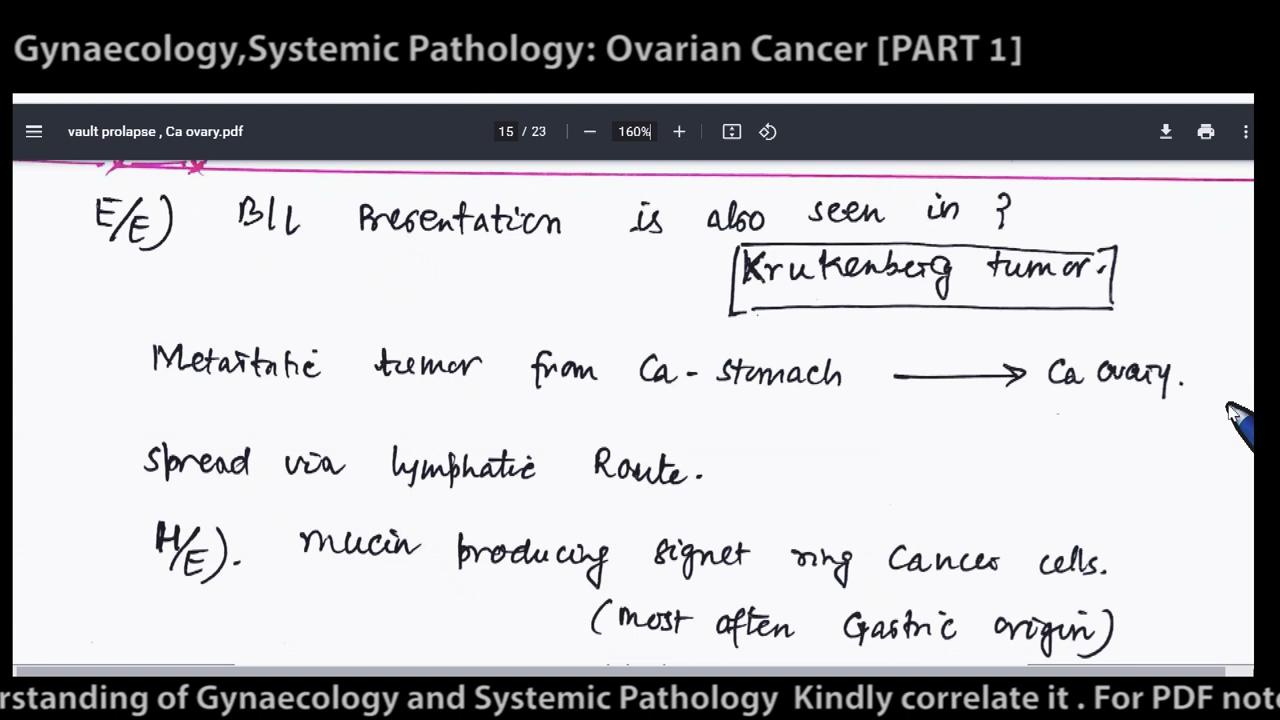 Gynaecology,Systemic Pathology: Ovarian Cancer [PART 1]
vault prolapse , Ca ovary.pdf 15 / 23 160%
E/E) B/L Presentation is also seen in ?
Krukenberg tumor.
Metastatic tumor from Ca - stomach → Ca ovary.
Spread via lymphatic Route.
H/E). Mucin producing signet ring Cancer cells.
(most often Gastric origin)
rstanding of Gynaecology and Systemic Pathology Kindly correlate it . For PDF not